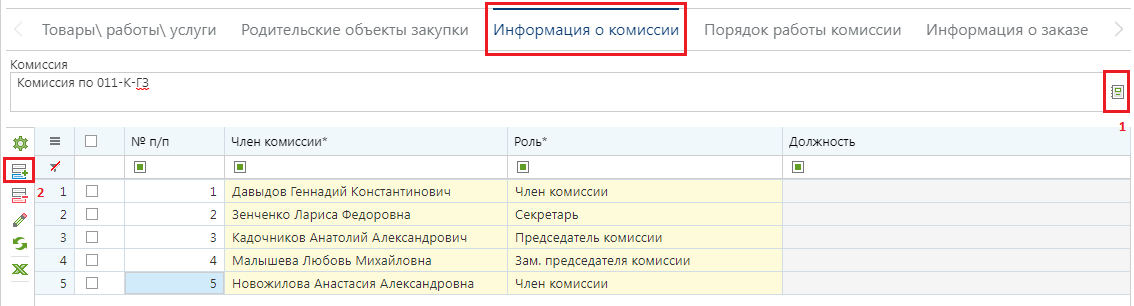 Товары\ работы\ услуги Родительские объекты закупки Информация о комиссии Порядок работы комиссии Информация о заказе
Комиссия
Комиссия по 011-К-ГЗ
1
№ п/п Член комиссии* Роль* Должность
2
1 1 Давыдов Геннадий Константинович Член комиссии
2 2 Зенченко Лариса Федоровна Секретарь
3 3 Кадочников Анатолий Александрович Председатель комиссии
4 4 Малышева Любовь Михайловна Зам. председателя комиссии
5 5 Новожилова Анастасия Александровна Член комиссии